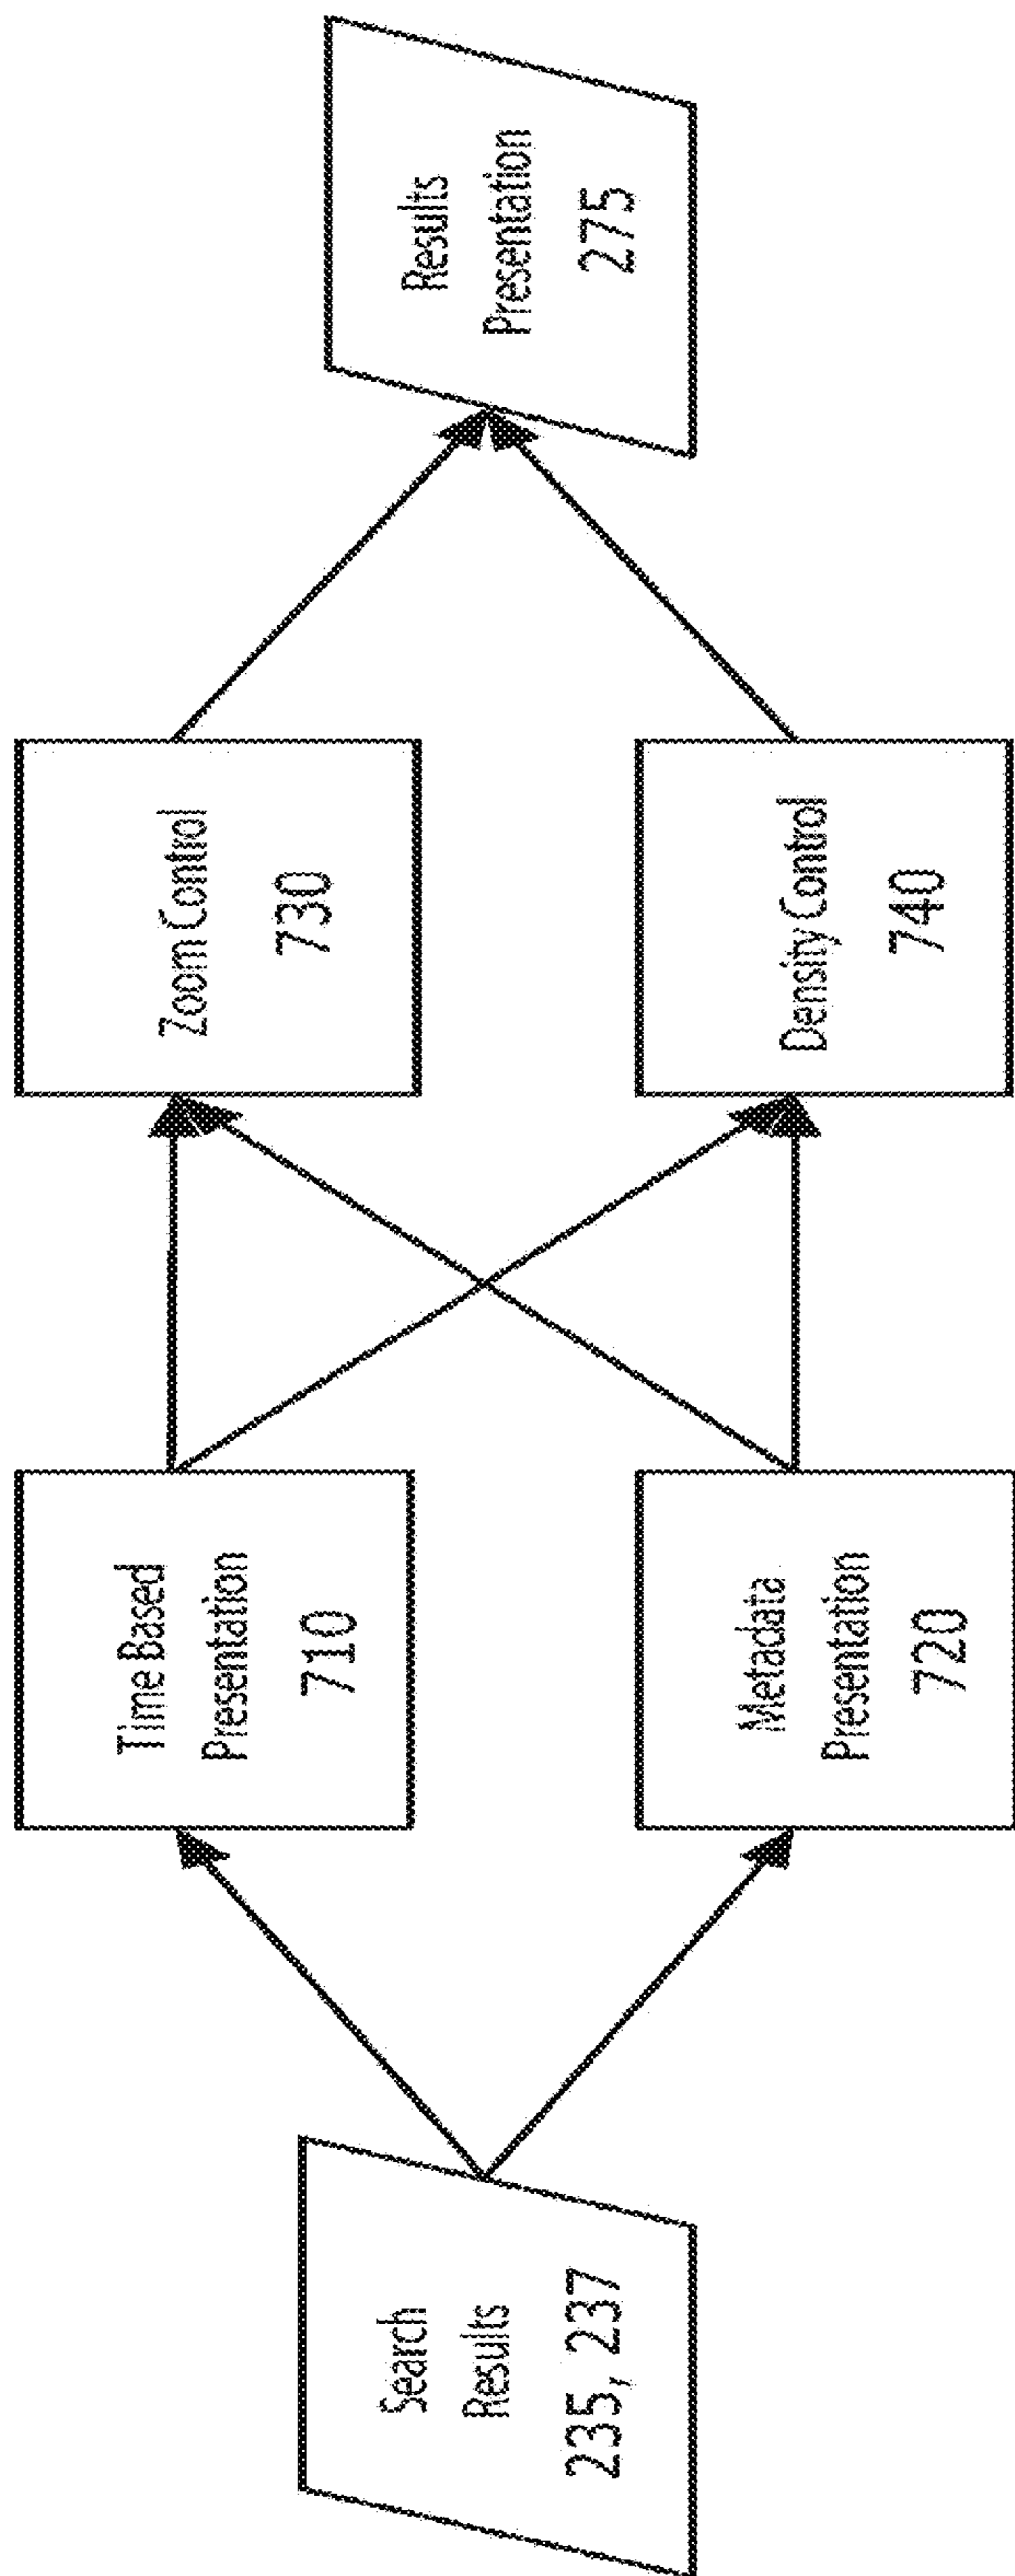 Search
Results
235, 237
Time Based
Presentation
710
Metadata
Presentation
720
Zoom Control
730
Density Control
740
Results
Presentation
275